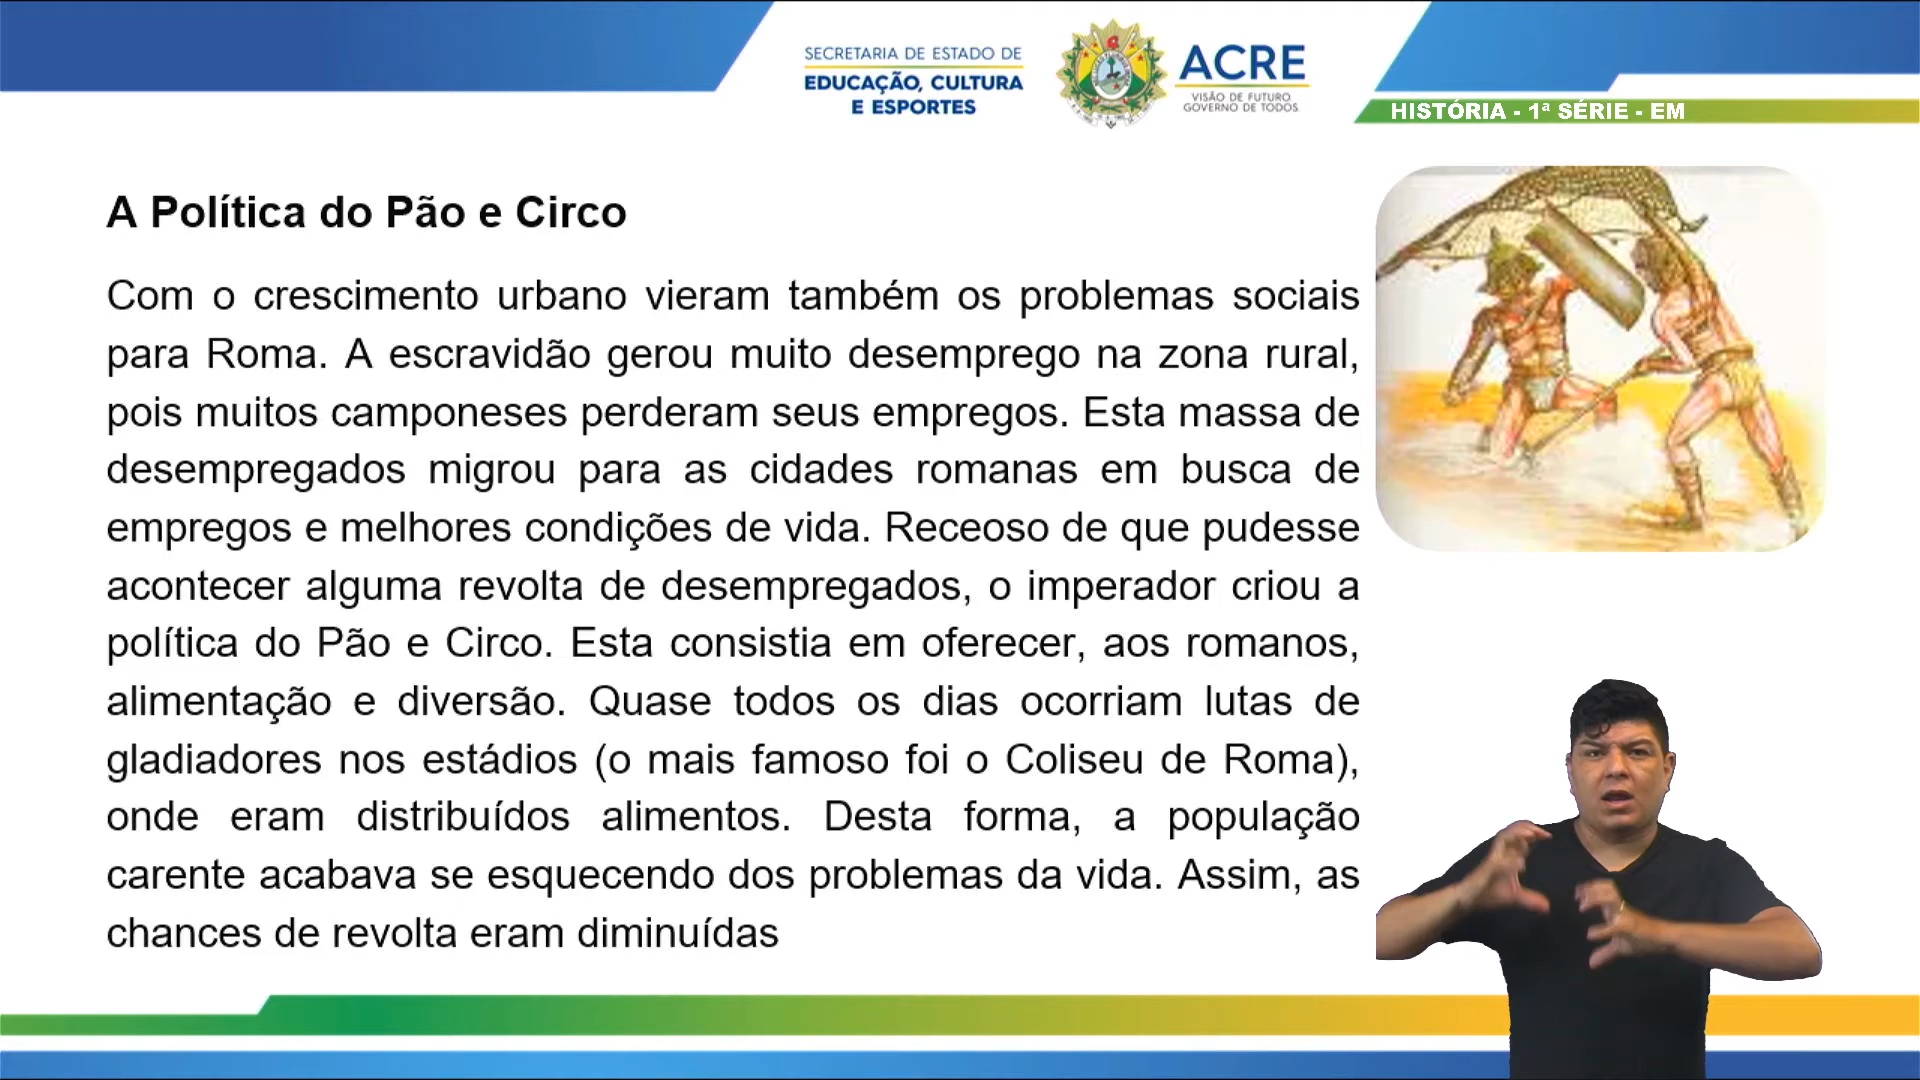 SECRETARIA DE ESTADO DE
EDUCAÇÃO, CULTURA
E ESPORTES
ACRE
VISÃO DE FUTURO
GOVERNO DE TODOS
HISTÓRIA - 1ª SÉRIE - EM
A Política do Pão e Circo
Com o crescimento urbano vieram também os problemas sociais
para Roma. A escravidão gerou muito desemprego na zona rural,
pois muitos camponeses perderam seus empregos. Esta massa de
desempregados migrou para as cidades romanas em busca de
empregos e melhores condições de vida. Receoso de que pudesse
acontecer alguma revolta de desempregados, o imperador criou a
política do Pão e Circo. Esta consistia em oferecer, aos romanos,
alimentação e diversão. Quase todos os dias ocorriam lutas de
gladiadores nos estádios (o mais famoso foi o Coliseu de Roma),
onde eram distribuídos alimentos. Desta forma, a população
carente acabava se esquecendo dos problemas da vida. Assim, as
chances de revolta eram diminuídas